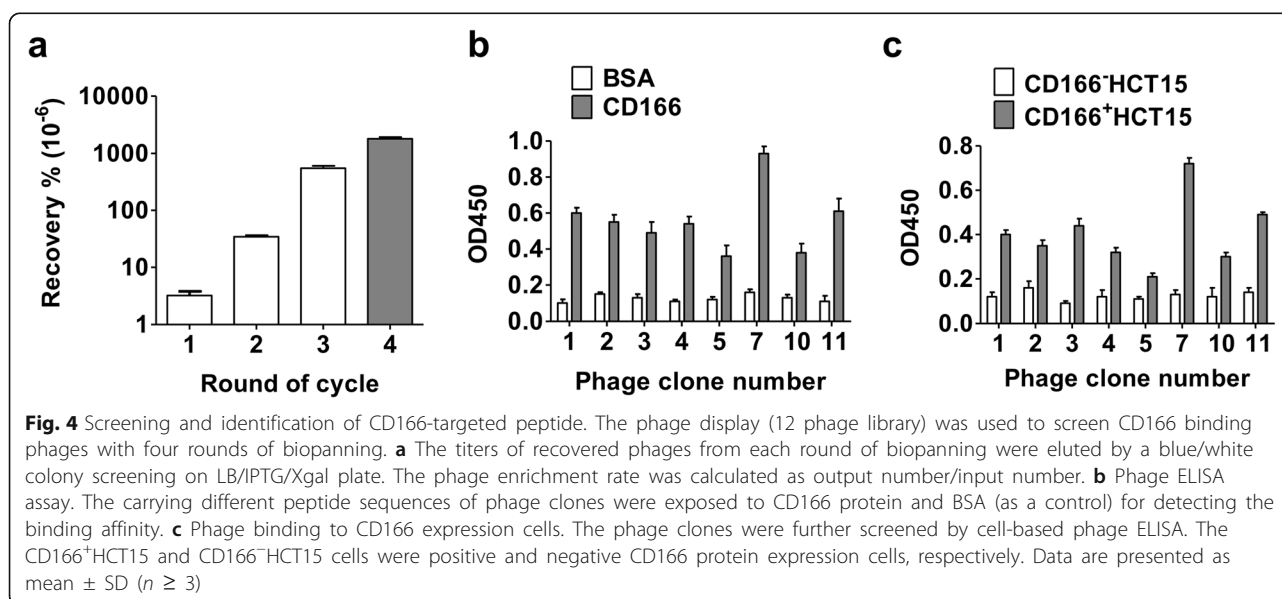 a
10000
1000
100
10
1
Recovery % (10⁻⁶)
1 2 3 4
Round of cycle
b
BSA
CD166
1.0
0.8
0.6
0.4
0.2
0.0
OD450
1 2 3 4 5 7 10 11
Phage clone number
c
CD166⁻HCT15
CD166⁺HCT15
0.8
0.6
0.4
0.2
0.0
OD450
1 2 3 4 5 7 10 11
Phage clone number
Fig. 4 Screening and identification of CD166-targeted peptide. The phage display (12 phage library) was used to screen CD166 binding
phages with four rounds of biopanning. a The titers of recovered phages from each round of biopanning were eluted by a blue/white
colony screening on LB/IPTG/Xgal plate. The phage enrichment rate was calculated as output number/input number. b Phage ELISA
assay. The carrying different peptide sequences of phage clones were exposed to CD166 protein and BSA (as a control) for detecting the
binding affinity. c Phage binding to CD166 expression cells. The phage clones were further screened by cell-based phage ELISA. The
CD166⁺HCT15 and CD166⁻HCT15 cells were positive and negative CD166 protein expression cells, respectively. Data are presented as
mean ± SD (n ≥ 3)